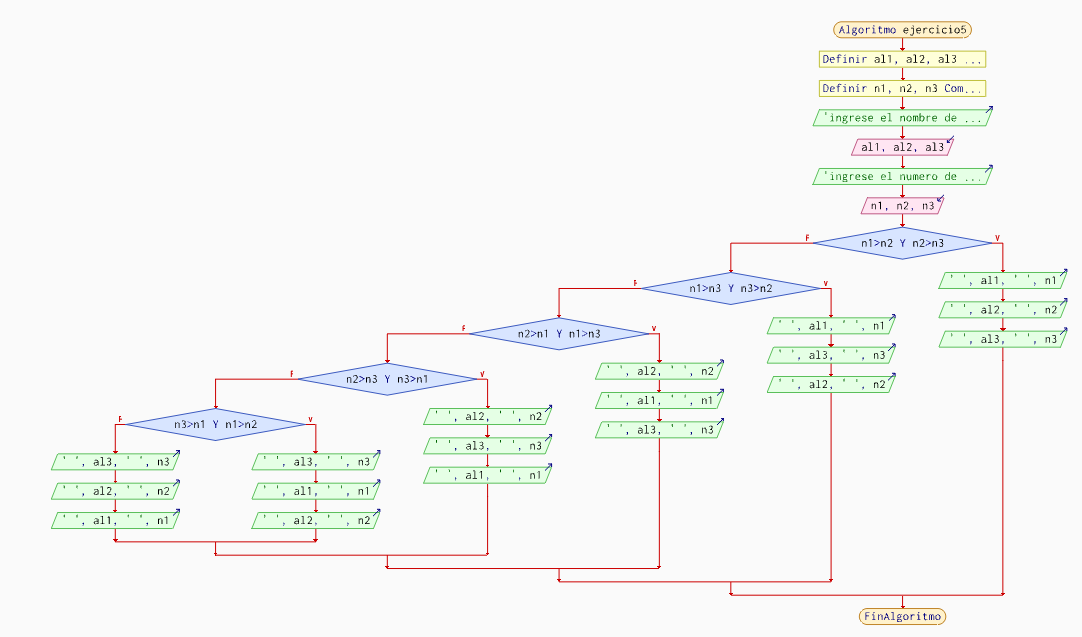 Algoritmo ejercicio5
Definir al1, al2, al3 ...
Definir n1, n2, n3 Com...
'ingrese el nombre de ...
al1, al2, al3
'ingrese el numero de ...
n1, n2, n3
F n1>n2 Y n2>n3 V
' ', al1, ' ', n1
' ', al2, ' ', n2
' ', al3, ' ', n3
F n1>n3 Y n3>n2 V
' ', al1, ' ', n1
' ', al3, ' ', n3
' ', al2, ' ', n2
F n2>n1 Y n1>n3 V
' ', al2, ' ', n2
' ', al1, ' ', n1
' ', al3, ' ', n3
F n2>n3 Y n3>n1 V
' ', al2, ' ', n2
' ', al3, ' ', n3
' ', al1, ' ', n1
F n3>n1 Y n1>n2 V
' ', al3, ' ', n3
' ', al2, ' ', n2
' ', al1, ' ', n1
' ', al3, ' ', n3
' ', al1, ' ', n1
' ', al2, ' ', n2
FinAlgoritmo